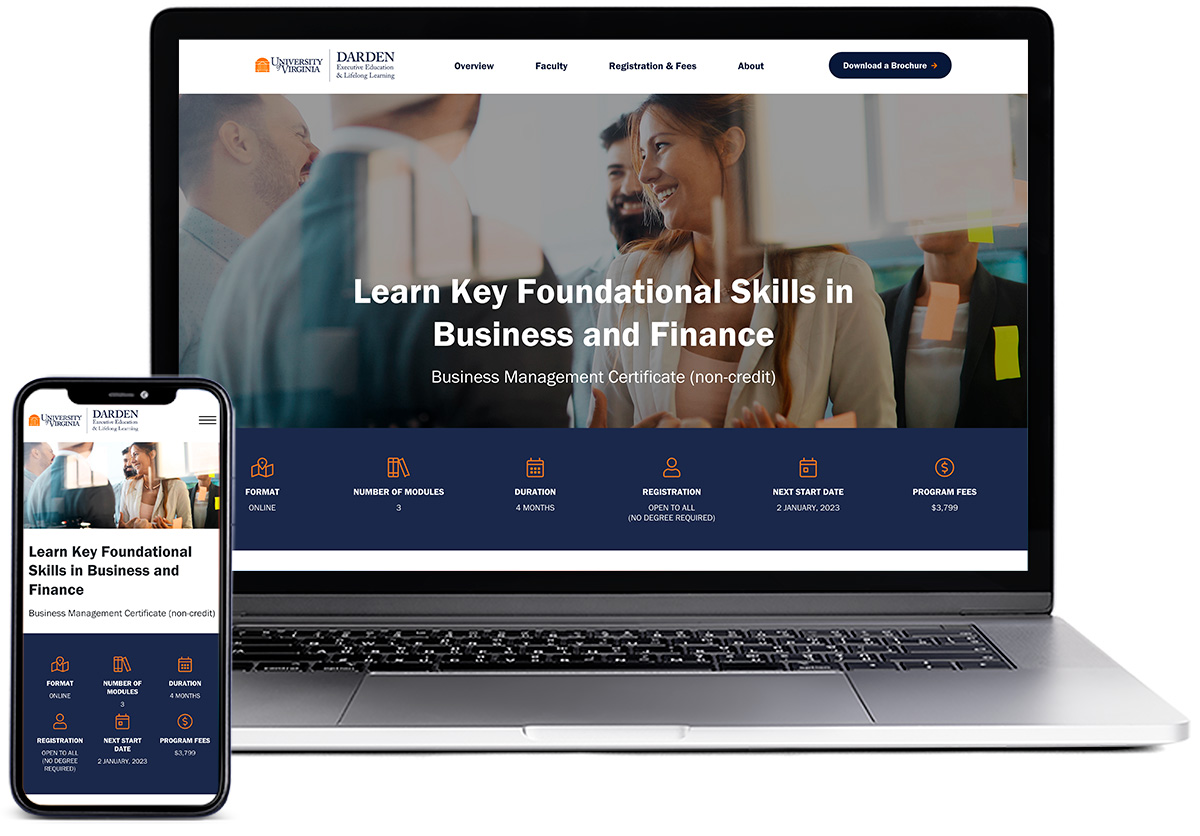 UNIVERSITY
of VIRGINIA
DARDEN
Executive Education
& Lifelong Learning
Overview
Faculty
Registration & Fees
About
Download a Brochure →
Learn Key Foundational Skills in
Business and Finance
Business Management Certificate (non-credit)
FORMAT
ONLINE
NUMBER OF MODULES
3
DURATION
4 MONTHS
REGISTRATION
OPEN TO ALL
(NO DEGREE REQUIRED)
NEXT START DATE
2 JANUARY, 2023
PROGRAM FEES
$3,799
UNIVERSITY
of VIRGINIA
DARDEN
Executive Education
& Lifelong Learning
Learn Key Foundational
Skills in Business and
Finance
Business Management Certificate (non-credit)
FORMAT
ONLINE
NUMBER OF
MODULES
3
DURATION
4 MONTHS
REGISTRATION
OPEN TO ALL
(NO DEGREE
REQUIRED)
NEXT START
DATE
2 JANUARY, 2023
PROGRAM FEES
$3,799